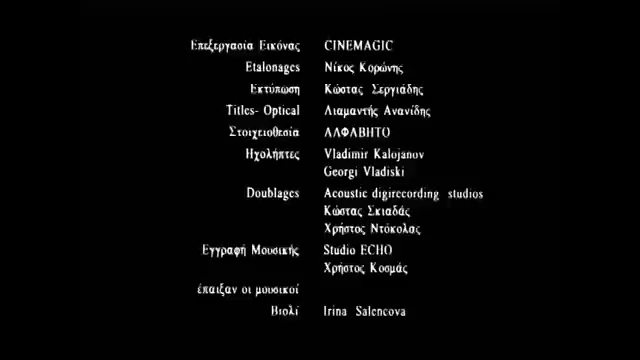 Επεξεργασία Εικόνας CINEMAGIC
Etalonages Νίκος Κορώνης
Εκτύπωση Κώστας Σεργιάδης
Titles- Optical Διαμαντής Ανανίδης
Στοιχειοθεσία ΑΛΦΑΒΗΤΟ
Ηχολήπτες Vladimir Kalojanov
Georgi Vladiski
Doublages Acoustic digirecording studios
Κώστας Σκιαδάς
Χρήστος Ντόκολας
Εγγραφή Μουσικής Studio ECHO
Χρήστος Κοσμάς
έπαιξαν οι μουσικοί
Βιολί Irina Salencova